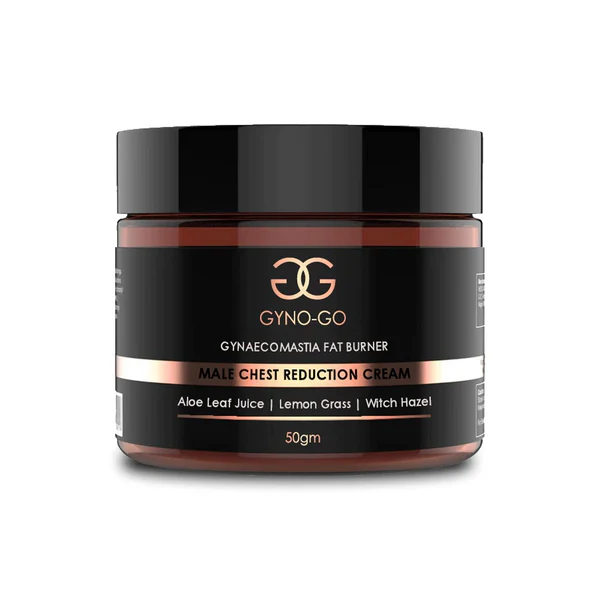 GYNO-GO
GYNAECOMASTIA FAT BURNER
MALE CHEST REDUCTION CREAM
Aloe Leaf Juice | Lemon Grass | Witch Hazel
50gm